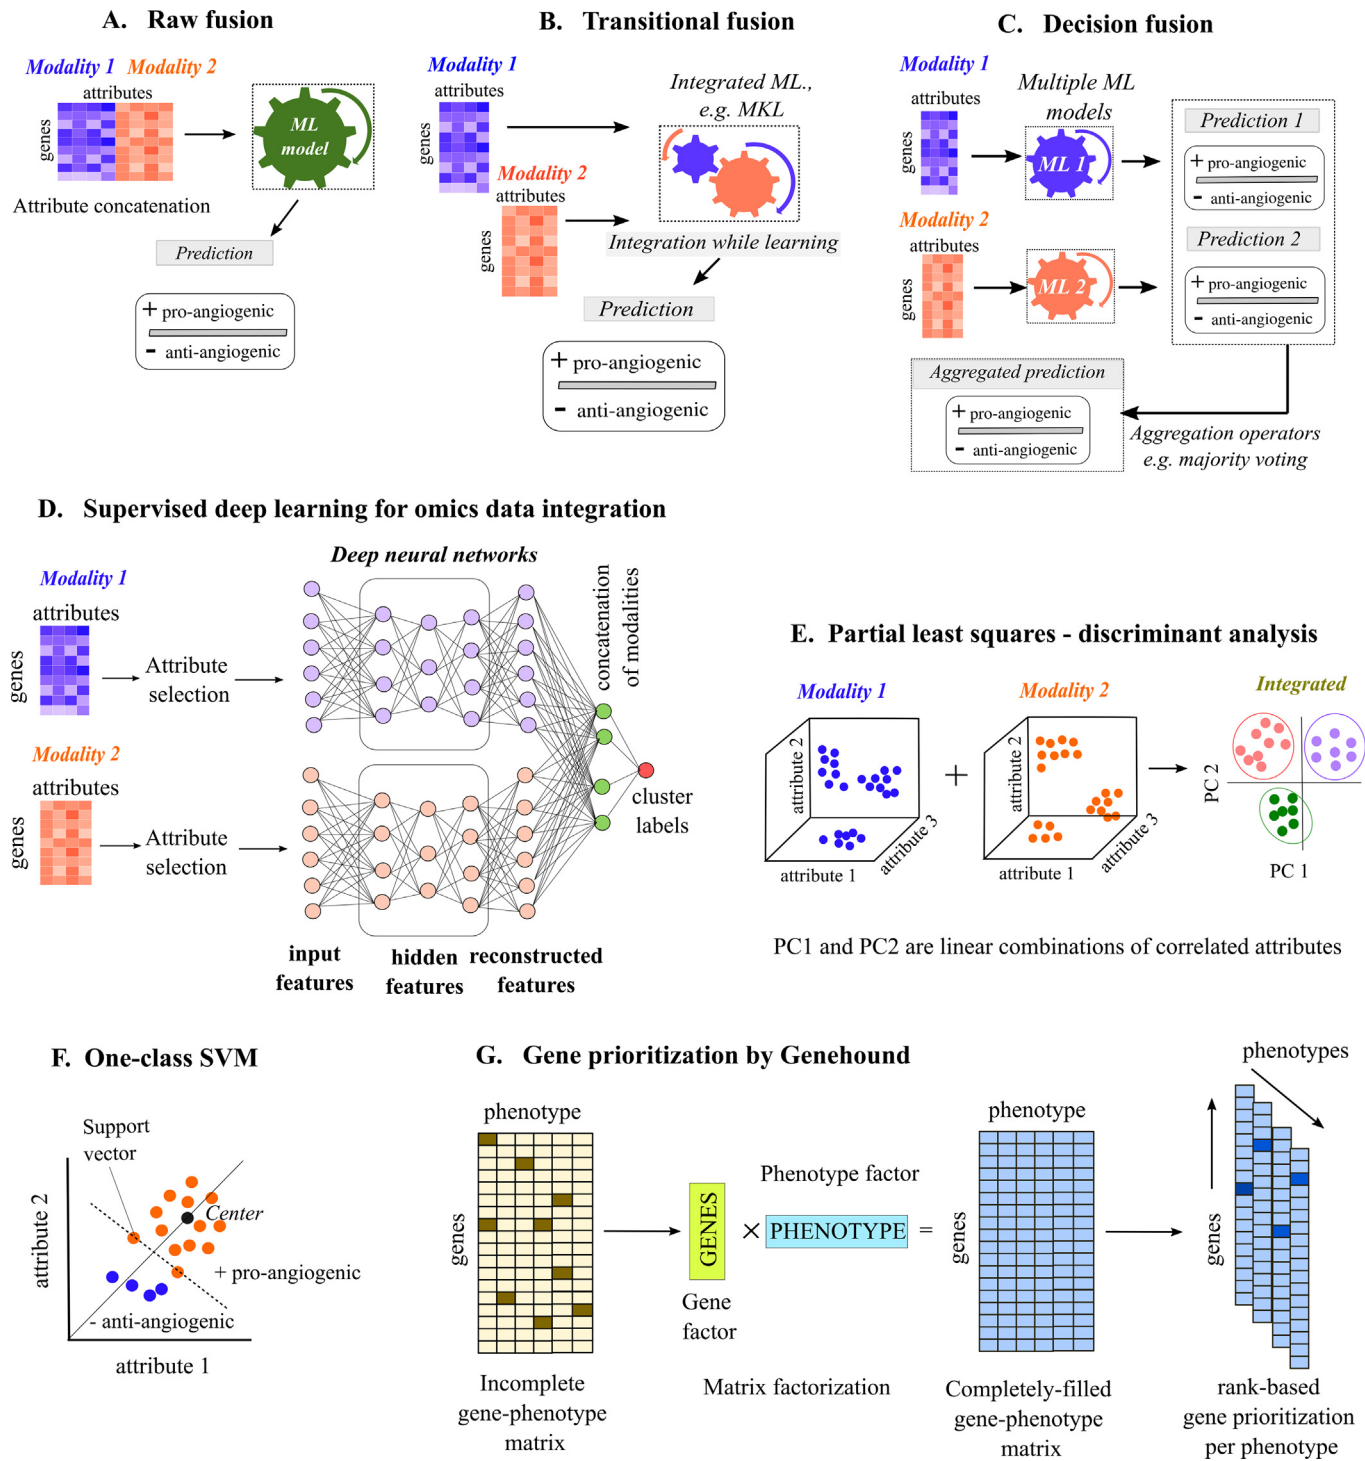 A. Raw fusion
Modality 1 Modality 2
attributes
genes
ML
model
Attribute concatenation
Prediction
+ pro-angiogenic
- anti-angiogenic
B. Transitional fusion
Modality 1
attributes
genes
Integrated ML.,
e.g. MKL
Modality 2
attributes
genes
Integration while learning
Prediction
+ pro-angiogenic
- anti-angiogenic
C. Decision fusion
Modality 1
attributes
genes
Multiple ML
models
ML 1
Prediction 1
+ pro-angiogenic
- anti-angiogenic
Modality 2
attributes
genes
ML 2
Prediction 2
+ pro-angiogenic
- anti-angiogenic
Aggregated prediction
+ pro-angiogenic
- anti-angiogenic
Aggregation operators
e.g. majority voting
D. Supervised deep learning for omics data integration
Deep neural networks
Modality 1
attributes
genes
Attribute
selection
Modality 2
attributes
genes
Attribute
selection
concatenation
of modalities
cluster
labels
input
features
hidden
features
reconstructed
features
E. Partial least squares - discriminant analysis
Modality 1
attribute 2
attribute 1
attribute 3
+
Modality 2
attribute 2
attribute 1
attribute 3
Integrated
PC 2
PC 1
PC1 and PC2 are linear combinations of correlated attributes
F. One-class SVM
Support
vector
Center
attribute 2
+ pro-angiogenic
- anti-angiogenic
attribute 1
G. Gene prioritization by Genehound
phenotype
genes
Incomplete
gene-phenotype
matrix
GENES
Gene
factor
×
Phenotype factor
PHENOTYPE
=
Matrix factorization
phenotype
genes
Completely-filled
gene-phenotype
matrix
phenotypes
genes
rank-based
gene prioritization
per phenotype